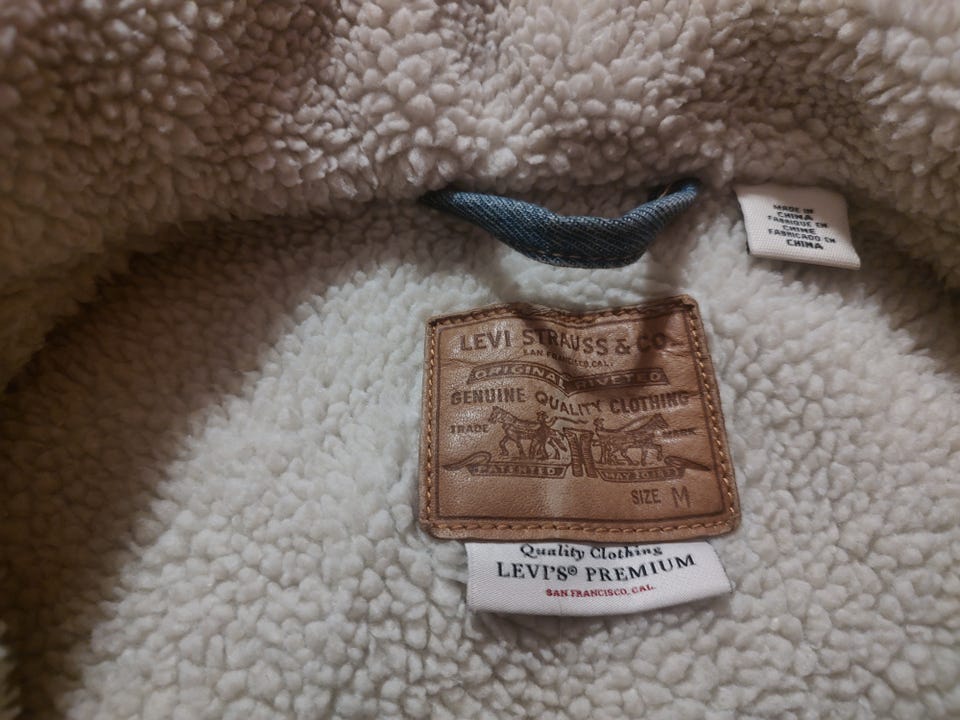 MADE IN
CHINA
FABRIQUE EN
CHINE
FABRICADO EN
CHINA
LEVI STRAUSS & CO.
SAN FRANCISCO, CAL.
ORIGINAL RIVETED
GENUINE QUALITY CLOTHING
TRADE MARK
PATENTED MAY 20 1873
SIZE M
Quality Clothing
LEVI'S® PREMIUM
SAN FRANCISCO, CAL.